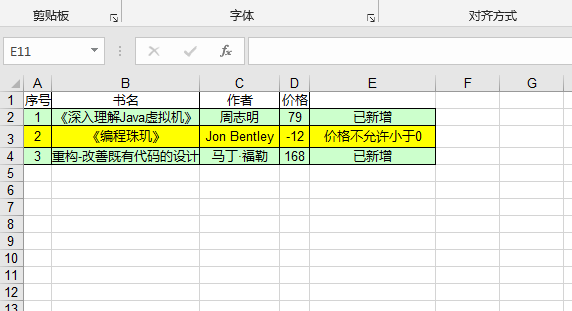 剪贴板 字体 对齐方式
E11 fx
A B C D E F G
1 序号 书名 作者 价格
2 1 《深入理解Java虚拟机》 周志明 79 已新增
3 2 《编程珠玑》 Jon Bentley -12 价格不允许小于0
4 3 重构-改善既有代码的设计 马丁·福勒 168 已新增
5
6
7
8
9
10
11
12
13